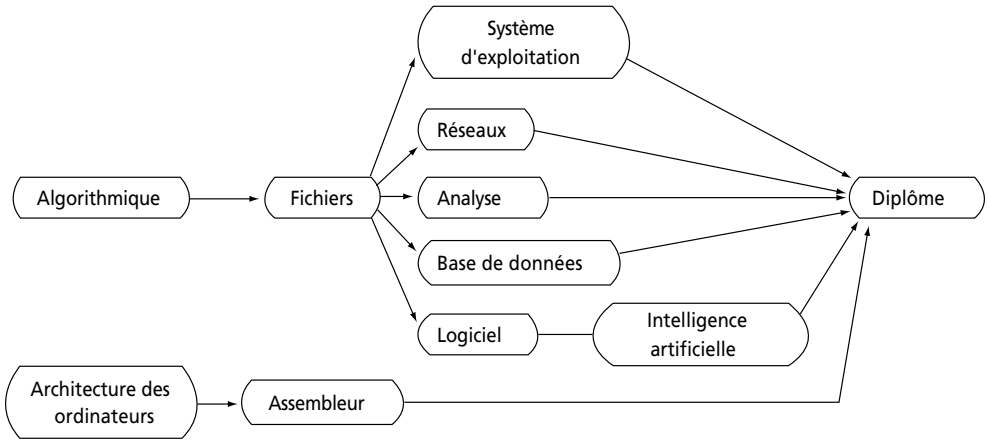 Système
d'exploitation
Réseaux
Algorithmique
Fichiers
Analyse
Diplôme
Base de données
Logiciel
Intelligence
artificielle
Architecture des
ordinateurs
Assembleur